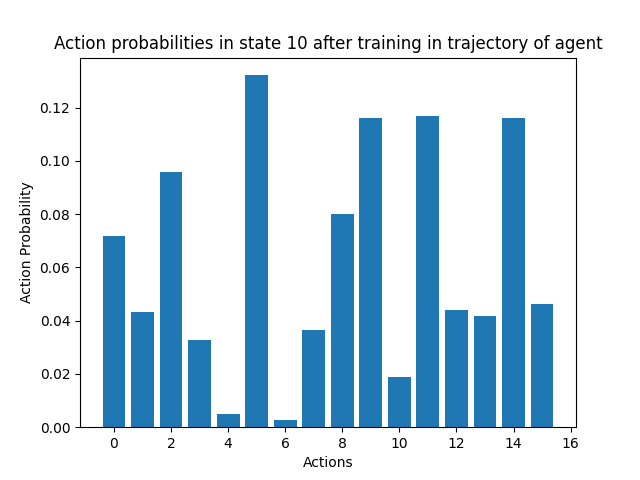 Action probabilities in state 10 after training in trajectory of agent
0.12
0.10
0.08
0.06
0.04
0.02
0.00
Action Probability
0 2 4 6 8 10 12 14 16
Actions